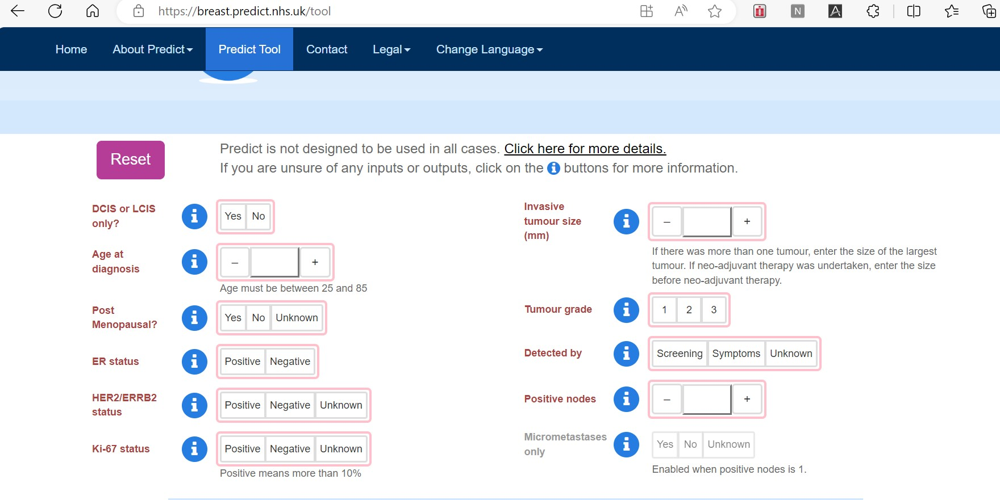 https://breast.predict.nhs.uk/tool
N
A
Home
About Predict
Predict Tool
Contact
Legal
Change Language
Reset
Predict is not designed to be used in all cases. Click here for more details.
If you are unsure of any inputs or outputs, click on the i buttons for more information.
DCIS or LCIS
only?
i
Yes No
Age at
diagnosis
i
– +
Age must be between 25 and 85
Post
Menopausal?
i
Yes No Unknown
ER status
i
Positive Negative
HER2/ERRB2
status
i
Positive Negative Unknown
Ki-67 status
i
Positive Negative Unknown
Positive means more than 10%
Invasive
tumour size
(mm)
i
– +
If there was more than one tumour, enter the size of the largest
tumour. If neo-adjuvant therapy was undertaken, enter the size
before neo-adjuvant therapy.
Tumour grade
i
1 2 3
Detected by
i
Screening Symptoms Unknown
Positive nodes
i
– +
Micrometastases
only
i
Yes No Unknown
Enabled when positive nodes is 1.